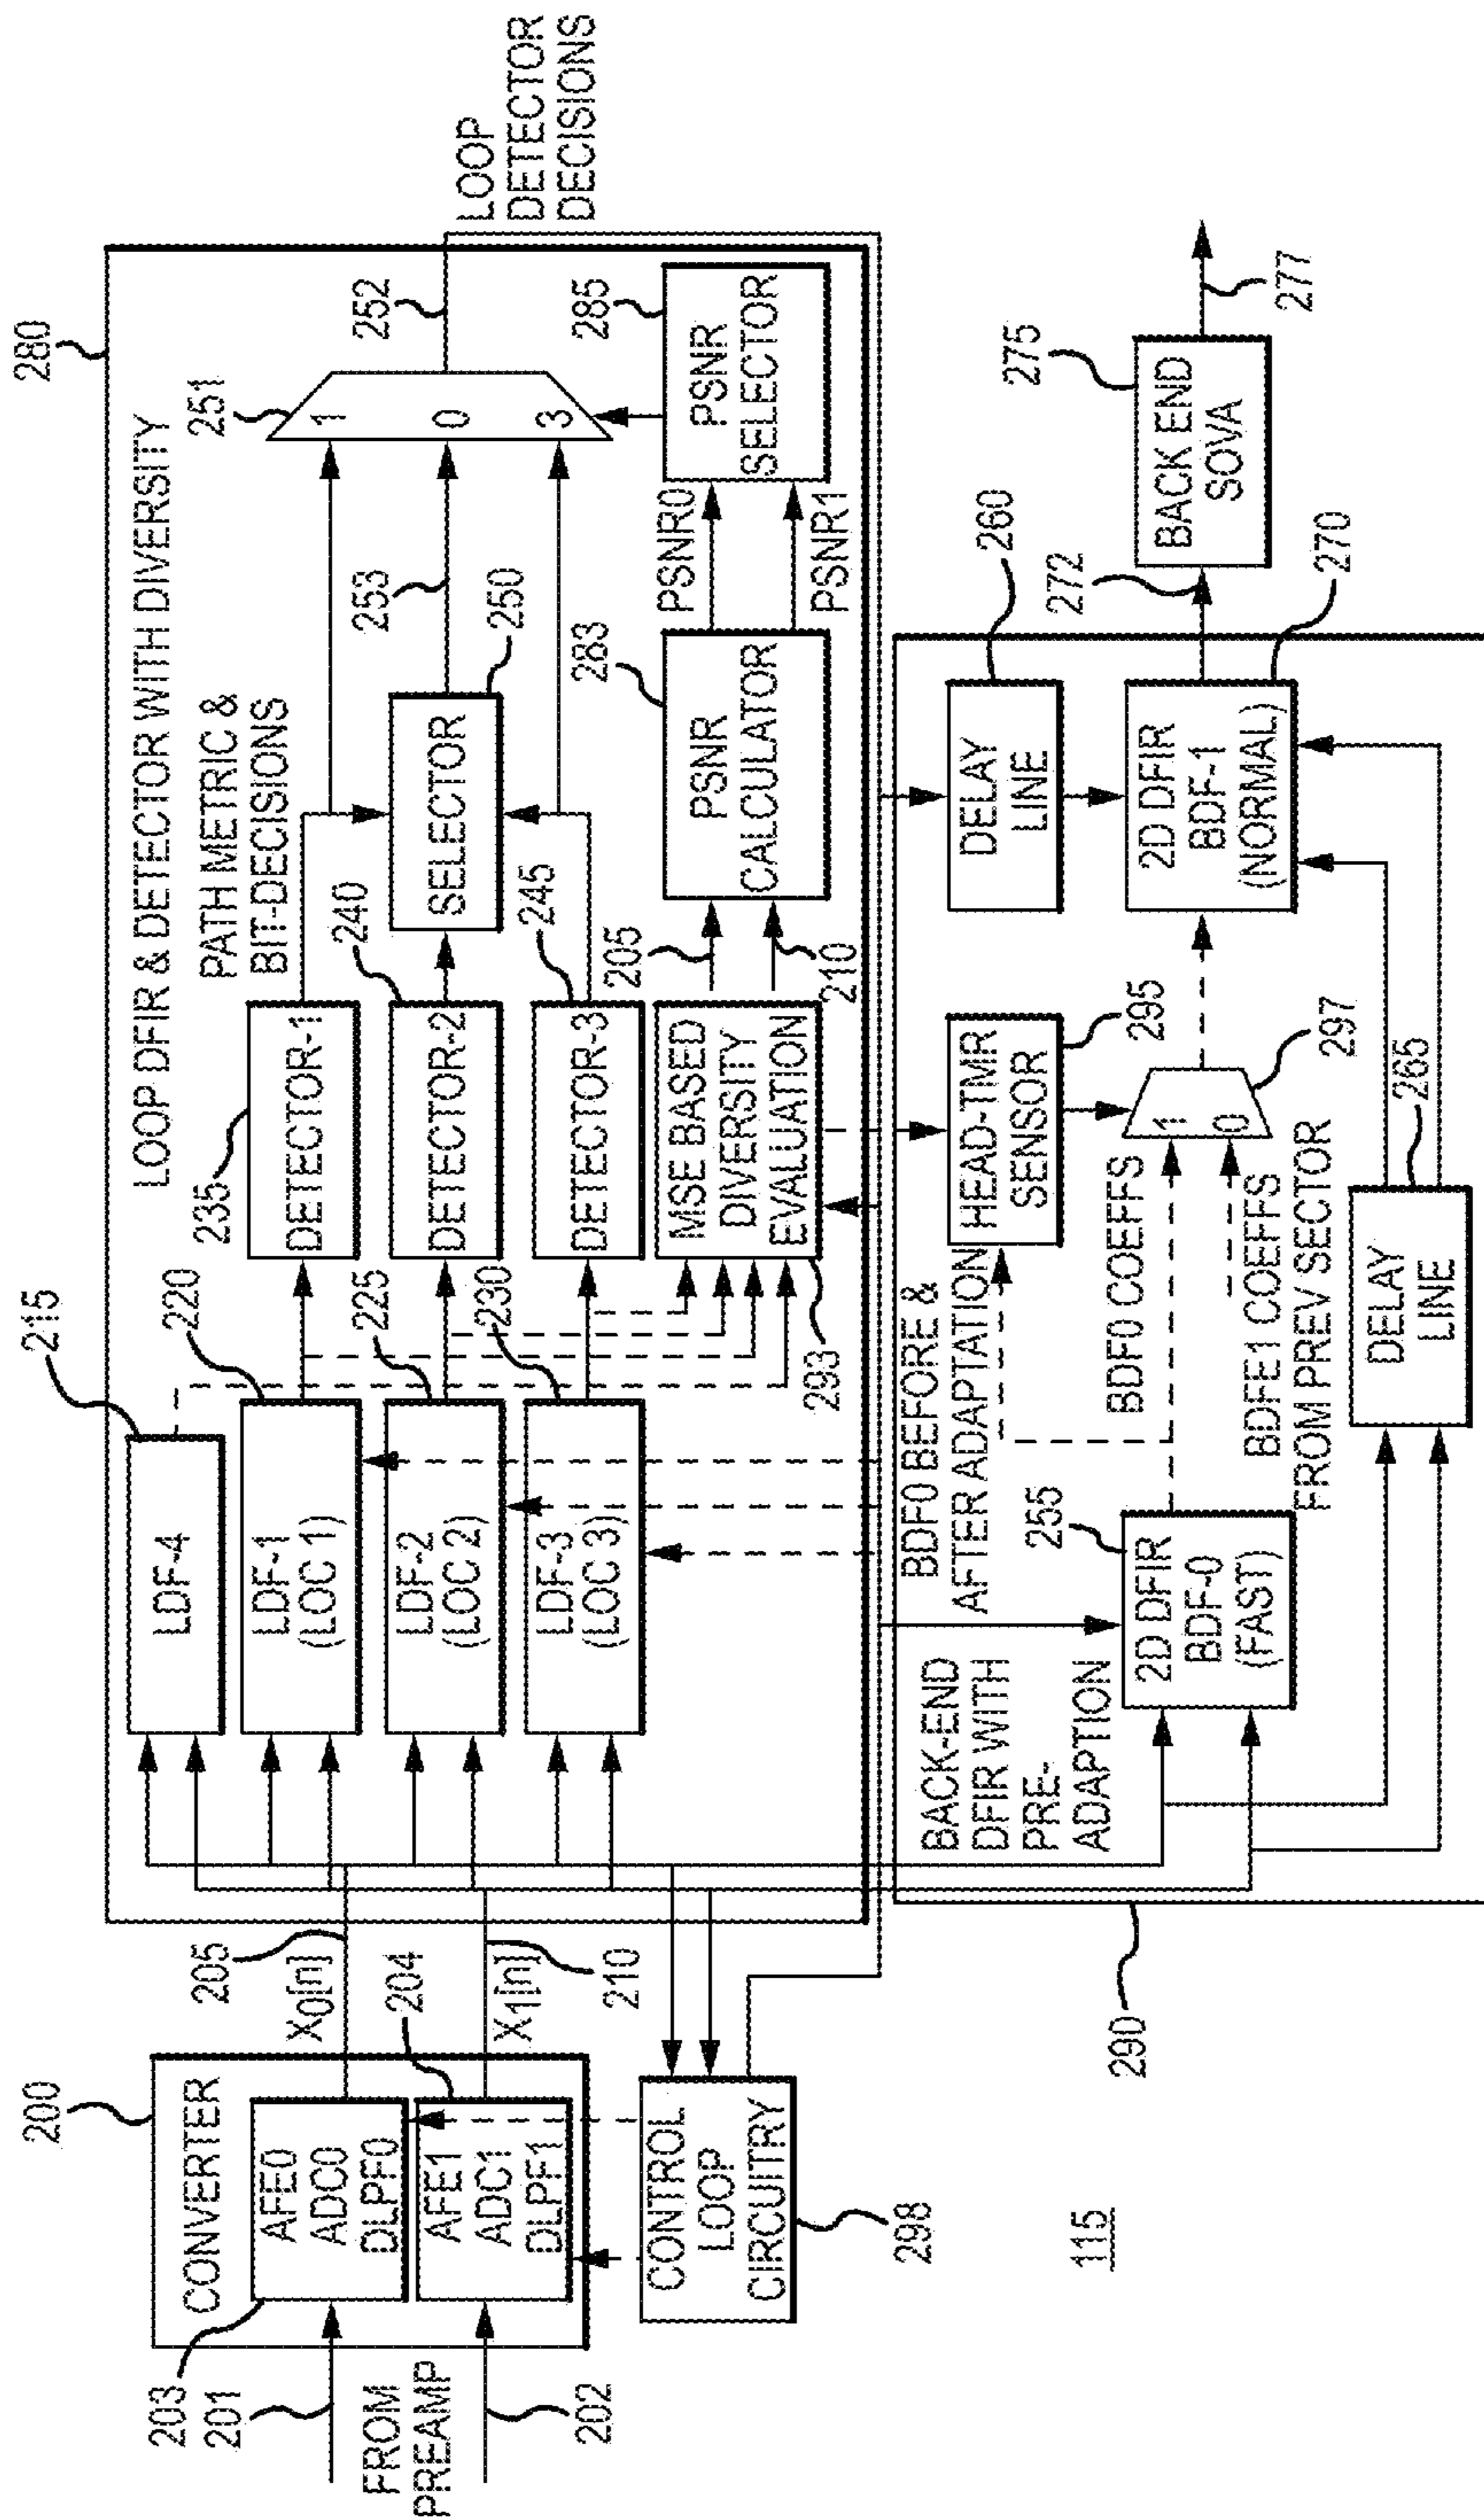 280
LOOP DFIR & DETECTOR WITH DIVERSITY
200
CONVERTER
AFE0
ADC0
DLPF0
AFE1
ADC1
DLPF1
203
201
FROM
PREAMP
202
205
X0[n]
204
X1[n]
210
CONTROL
LOOP
CIRCUITRY
298
215
LDF-4
220
LDF-1
(LOC 1)
225
LDF-2
(LOC 2)
230
LDF-3
(LOC 3)
235
DETECTOR-1
240
DETECTOR-2
245
DETECTOR-3
MSE BASED
DIVERSITY
EVALUATION
293
PATH METRIC &
BIT-DECISIONS
SELECTOR
250
253
251
1
0
3
252
LOOP
DETECTOR
DECISIONS
205
210
283
PSNR
CALCULATOR
PSNR0
PSNR1
285
PSNR
SELECTOR
290
BACK-END
DFIR WITH
PRE-
ADAPTION
255
2D DFIR
BDF-0
(FAST)
BDF0 BEFORE &
AFTER ADAPTATION
HEAD-TMR
SENSOR
295
BDF0 COEFFS
1
0
297
BDFE1 COEFFS
FROM PREV SECTOR
DELAY
LINE
265
DELAY
LINE
260
2D DFIR
BDF-1
(NORMAL)
270
272
275
BACK END
SOVA
277
115